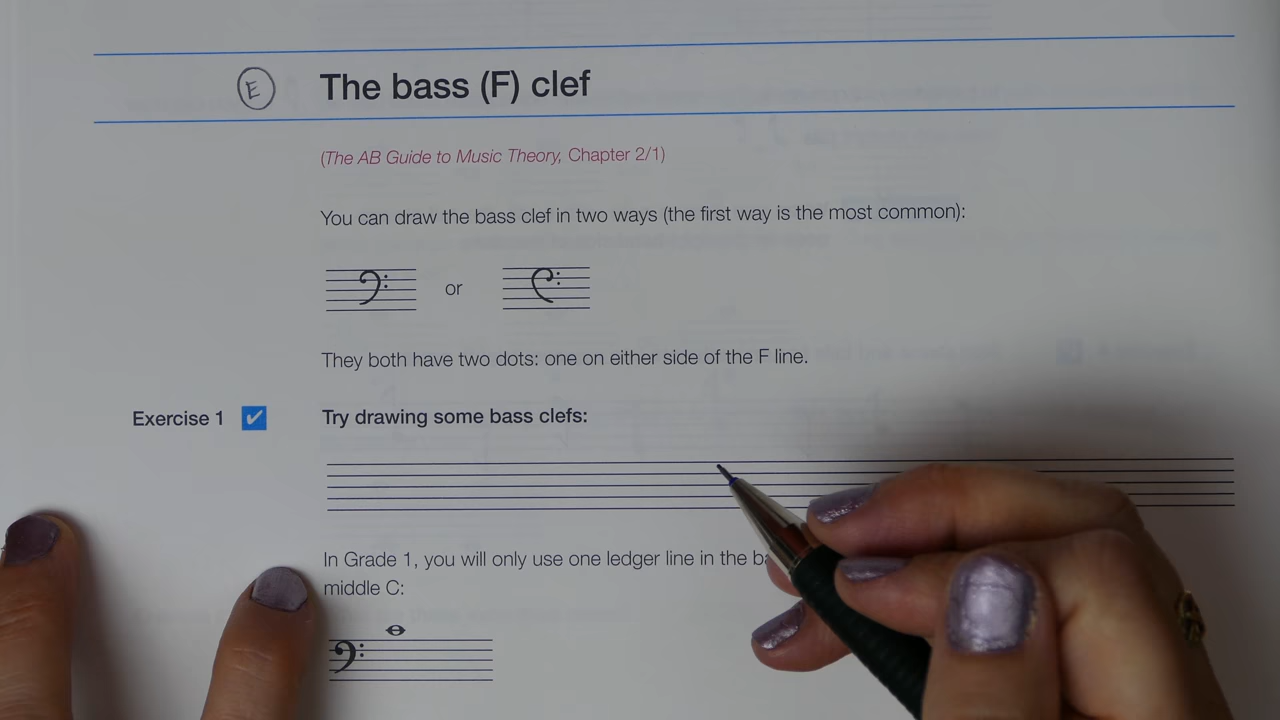 E The bass (F) clef
(The AB Guide to Music Theory, Chapter 2/1)
You can draw the bass clef in two ways (the first way is the most common):
or
They both have two dots: one on either side of the F line.
Exercise 1 Try drawing some bass clefs:
In Grade 1, you will only use one ledger line in the
middle C: